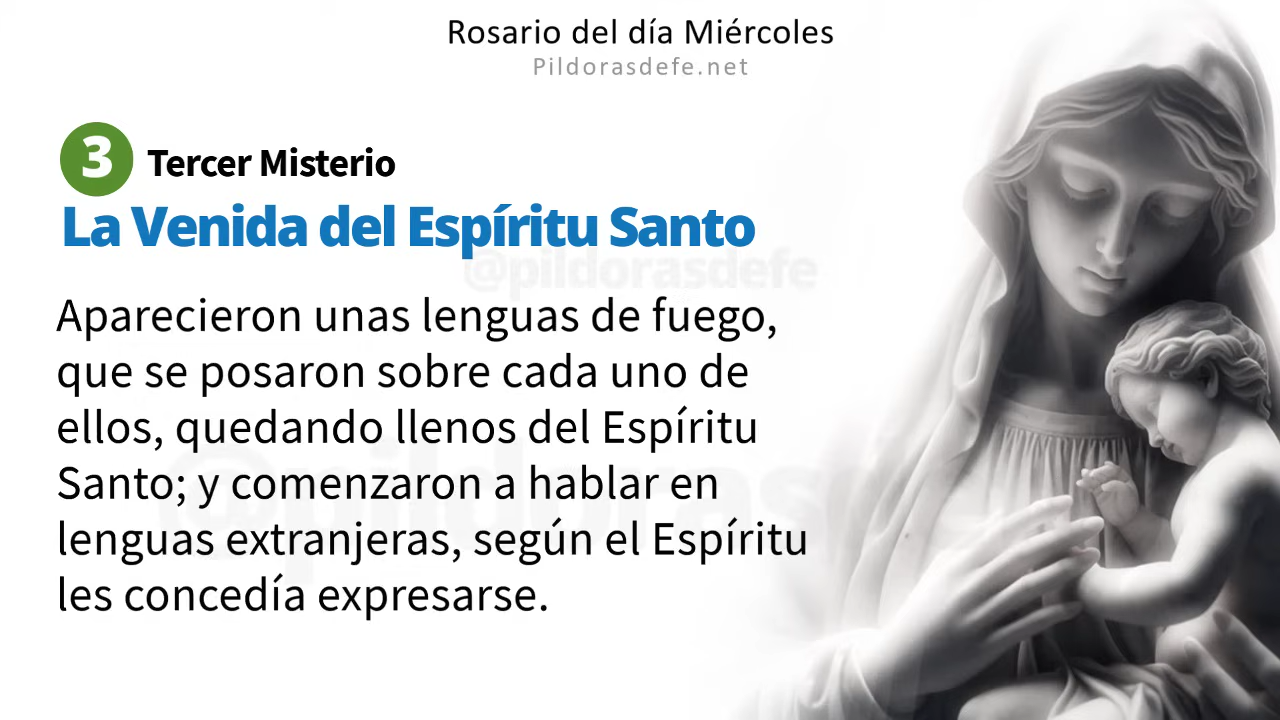 Rosario del día Miércoles
Pildorasdefe.net
3 Tercer Misterio
La Venida del Espíritu Santo
@pildorasdefe
Aparecieron unas lenguas de fuego,
que se posaron sobre cada uno de
ellos, quedando llenos del Espíritu
Santo; y comenzaron a hablar en
lenguas extranjeras, según el Espíritu
les concedía expresarse.